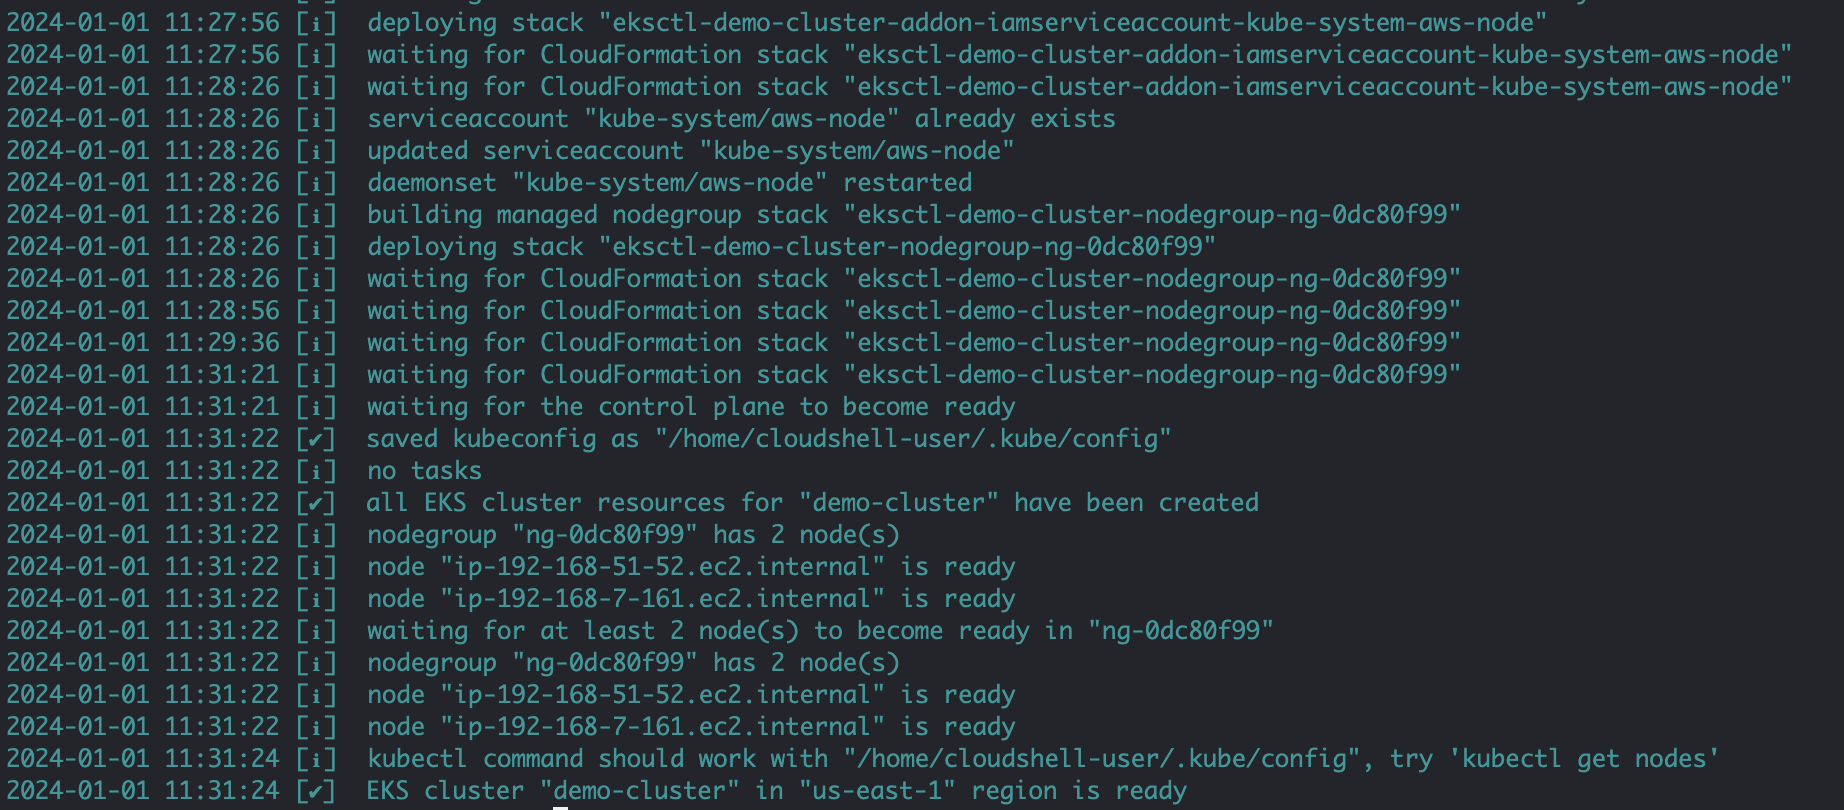 2024-01-01 11:27:56 [ℹ]  deploying stack "eksctl-demo-cluster-addon-iamserviceaccount-kube-system-aws-node"
2024-01-01 11:27:56 [ℹ]  waiting for CloudFormation stack "eksctl-demo-cluster-addon-iamserviceaccount-kube-system-aws-node"
2024-01-01 11:28:26 [ℹ]  waiting for CloudFormation stack "eksctl-demo-cluster-addon-iamserviceaccount-kube-system-aws-node"
2024-01-01 11:28:26 [ℹ]  serviceaccount "kube-system/aws-node" already exists
2024-01-01 11:28:26 [ℹ]  updated serviceaccount "kube-system/aws-node"
2024-01-01 11:28:26 [ℹ]  daemonset "kube-system/aws-node" restarted
2024-01-01 11:28:26 [ℹ]  building managed nodegroup stack "eksctl-demo-cluster-nodegroup-ng-0dc80f99"
2024-01-01 11:28:26 [ℹ]  deploying stack "eksctl-demo-cluster-nodegroup-ng-0dc80f99"
2024-01-01 11:28:26 [ℹ]  waiting for CloudFormation stack "eksctl-demo-cluster-nodegroup-ng-0dc80f99"
2024-01-01 11:28:56 [ℹ]  waiting for CloudFormation stack "eksctl-demo-cluster-nodegroup-ng-0dc80f99"
2024-01-01 11:29:36 [ℹ]  waiting for CloudFormation stack "eksctl-demo-cluster-nodegroup-ng-0dc80f99"
2024-01-01 11:31:21 [ℹ]  waiting for CloudFormation stack "eksctl-demo-cluster-nodegroup-ng-0dc80f99"
2024-01-01 11:31:21 [ℹ]  waiting for the control plane to become ready
2024-01-01 11:31:22 [✔]  saved kubeconfig as "/home/cloudshell-user/.kube/config"
2024-01-01 11:31:22 [ℹ]  no tasks
2024-01-01 11:31:22 [✔]  all EKS cluster resources for "demo-cluster" have been created
2024-01-01 11:31:22 [ℹ]  nodegroup "ng-0dc80f99" has 2 node(s)
2024-01-01 11:31:22 [ℹ]  node "ip-192-168-51-52.ec2.internal" is ready
2024-01-01 11:31:22 [ℹ]  node "ip-192-168-7-161.ec2.internal" is ready
2024-01-01 11:31:22 [ℹ]  waiting for at least 2 node(s) to become ready in "ng-0dc80f99"
2024-01-01 11:31:22 [ℹ]  nodegroup "ng-0dc80f99" has 2 node(s)
2024-01-01 11:31:22 [ℹ]  node "ip-192-168-51-52.ec2.internal" is ready
2024-01-01 11:31:22 [ℹ]  node "ip-192-168-7-161.ec2.internal" is ready
2024-01-01 11:31:24 [ℹ]  kubectl command should work with "/home/cloudshell-user/.kube/config", try 'kubectl get nodes'
2024-01-01 11:31:24 [✔]  EKS cluster "demo-cluster" in "us-east-1" region is ready